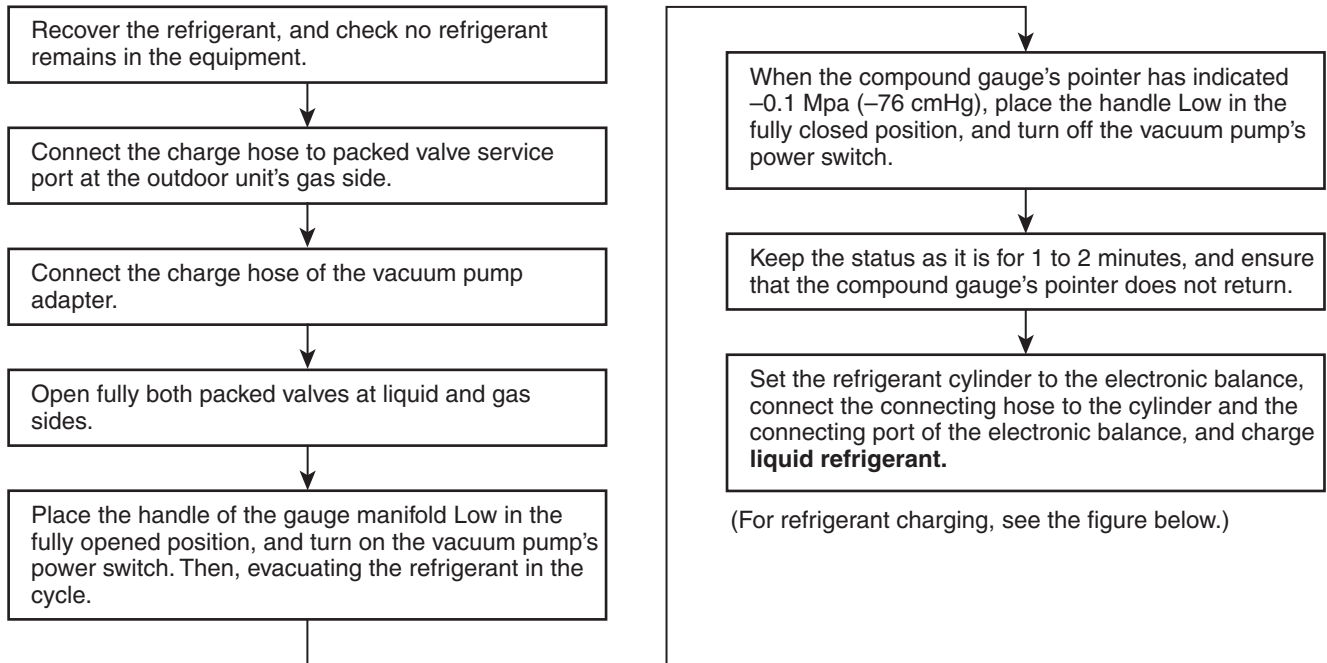 Recover the refrigerant, and check no refrigerant
remains in the equipment.
Connect the charge hose to packed valve service
port at the outdoor unit's gas side.
Connect the charge hose of the vacuum pump
adapter.
Open fully both packed valves at liquid and gas
sides.
Place the handle of the gauge manifold Low in the
fully opened position, and turn on the vacuum pump's
power switch. Then, evacuating the refrigerant in the
cycle.
When the compound gauge's pointer has indicated
–0.1 Mpa (–76 cmHg), place the handle Low in the
fully closed position, and turn off the vacuum pump's
power switch.
Keep the status as it is for 1 to 2 minutes, and ensure
that the compound gauge's pointer does not return.
Set the refrigerant cylinder to the electronic balance,
connect the connecting hose to the cylinder and the
connecting port of the electronic balance, and charge
liquid refrigerant.
(For refrigerant charging, see the figure below.)